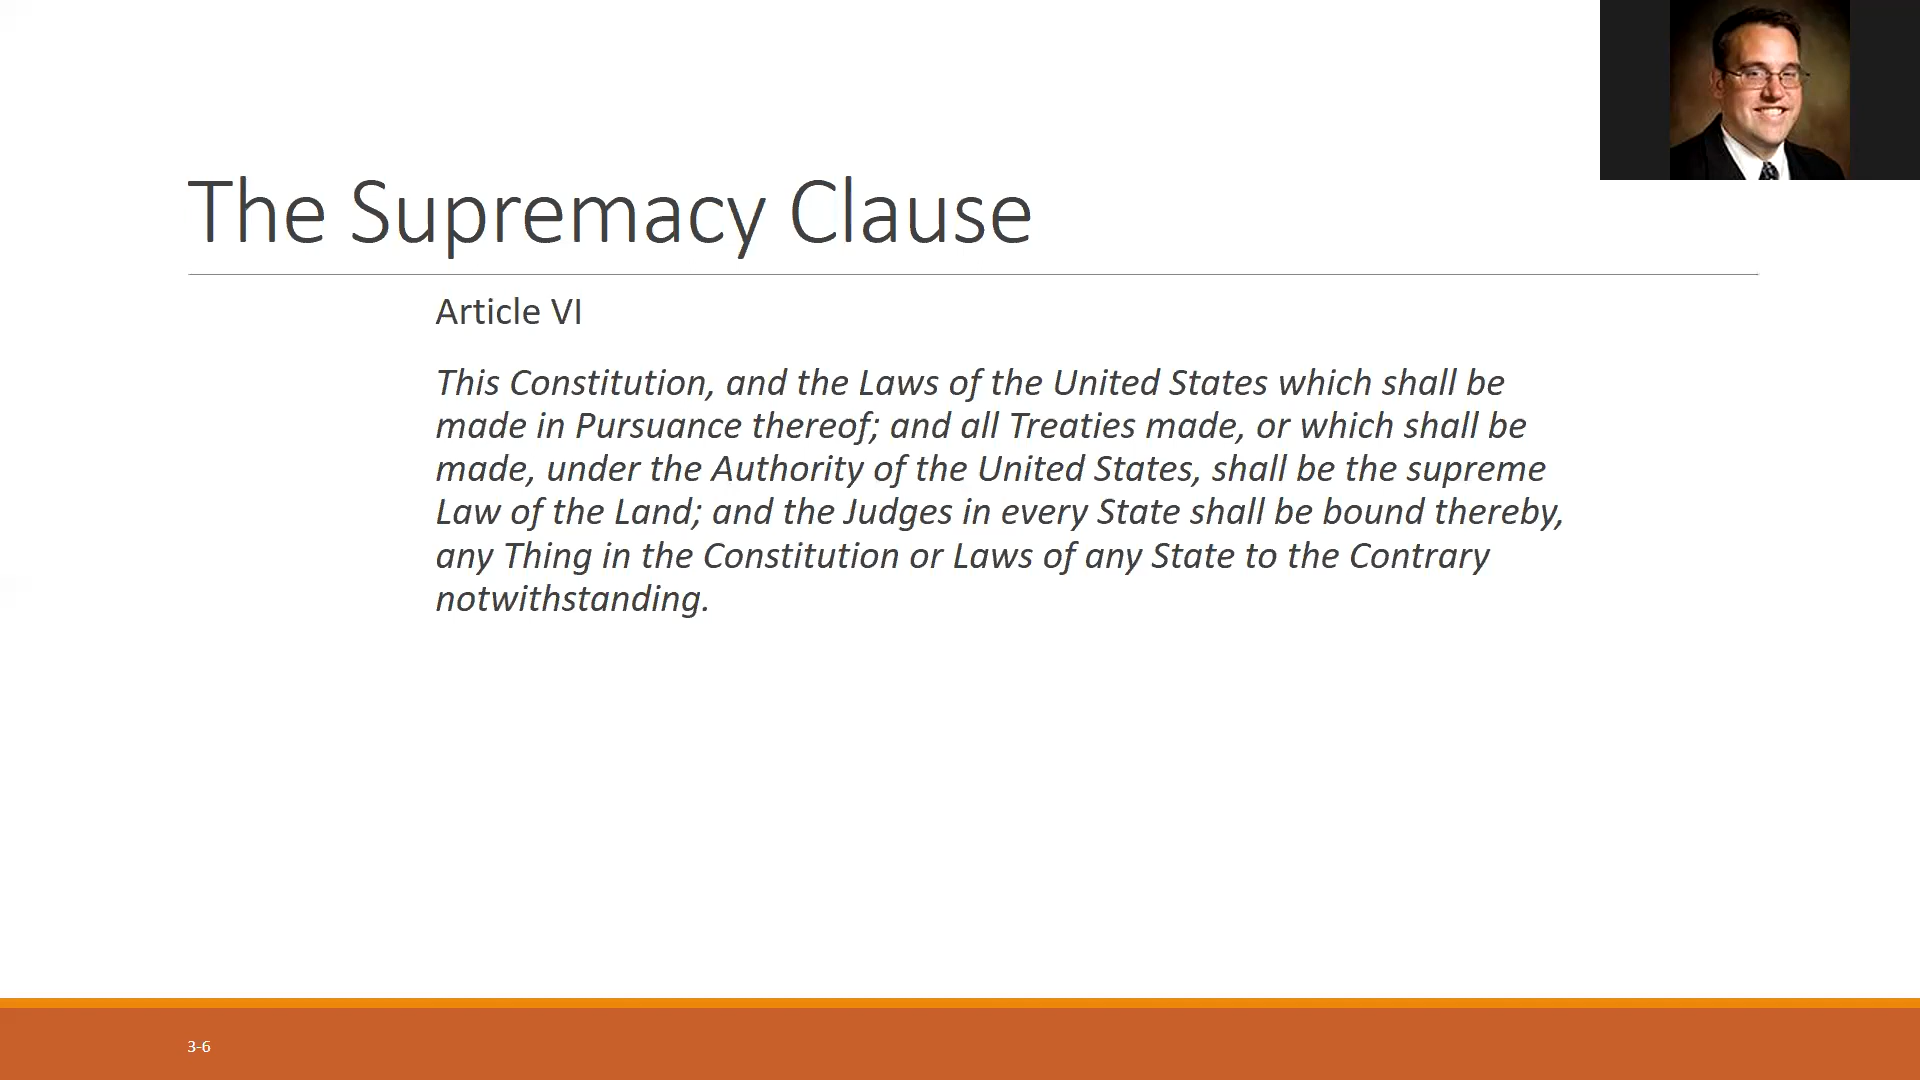 The Supremacy Clause
Article VI
This Constitution, and the Laws of the United States which shall be
made in Pursuance thereof; and all Treaties made, or which shall be
made, under the Authority of the United States, shall be the supreme
Law of the Land; and the Judges in every State shall be bound thereby,
any Thing in the Constitution or Laws of any State to the Contrary
notwithstanding.
3-6